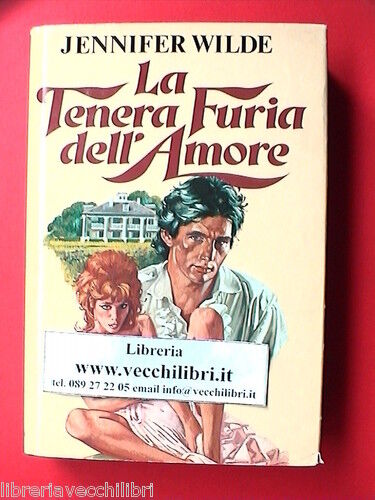 JENNIFER WILDE
La
Tenera Furia
dell'Amore
Libreria
www.vecchilibri.it
tel. 089 27 22 05 email info@vecchilibri.it
libreriavecchilibri